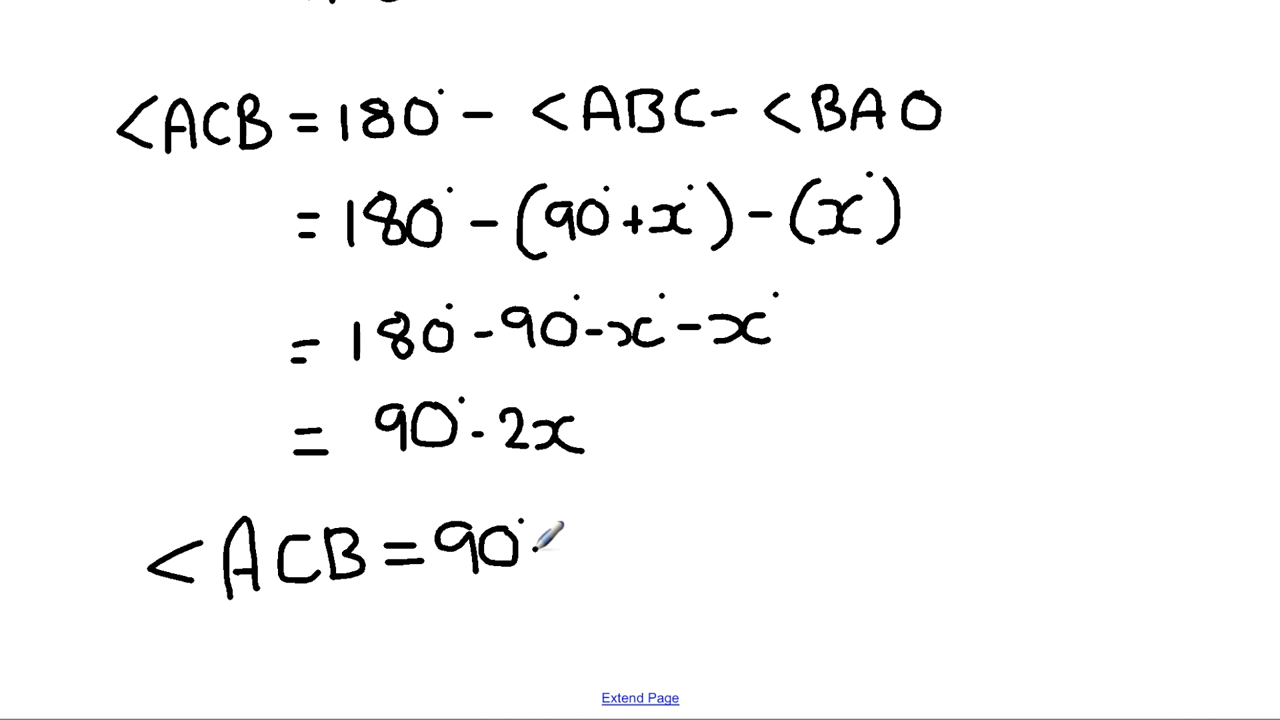 <ACB = 180° - <ABC - <BAO
= 180° - (90° + x°) - (x°)
= 180° - 90° - x° - x°
= 90° - 2x
<ACB = 90°
Extend Page